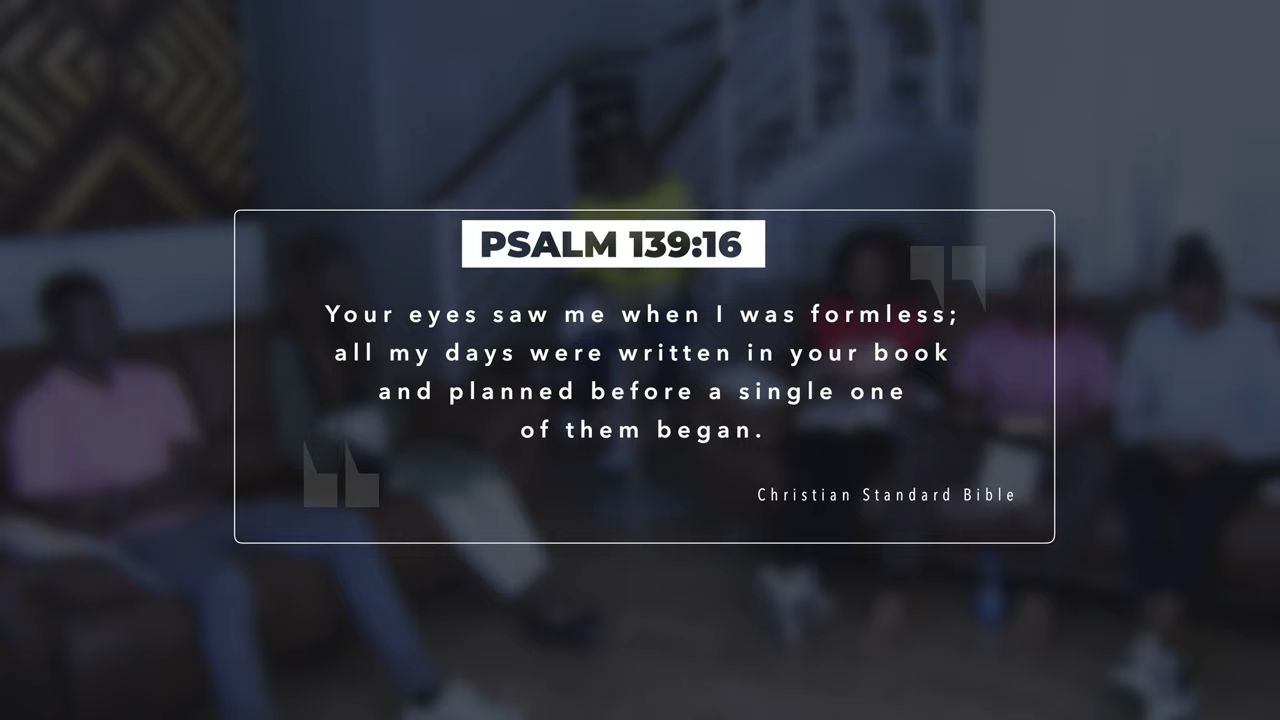 PSALM 139:16
Your eyes saw me when I was formless;
all my days were written in your book
and planned before a single one
of them began.
Christian Standard Bible